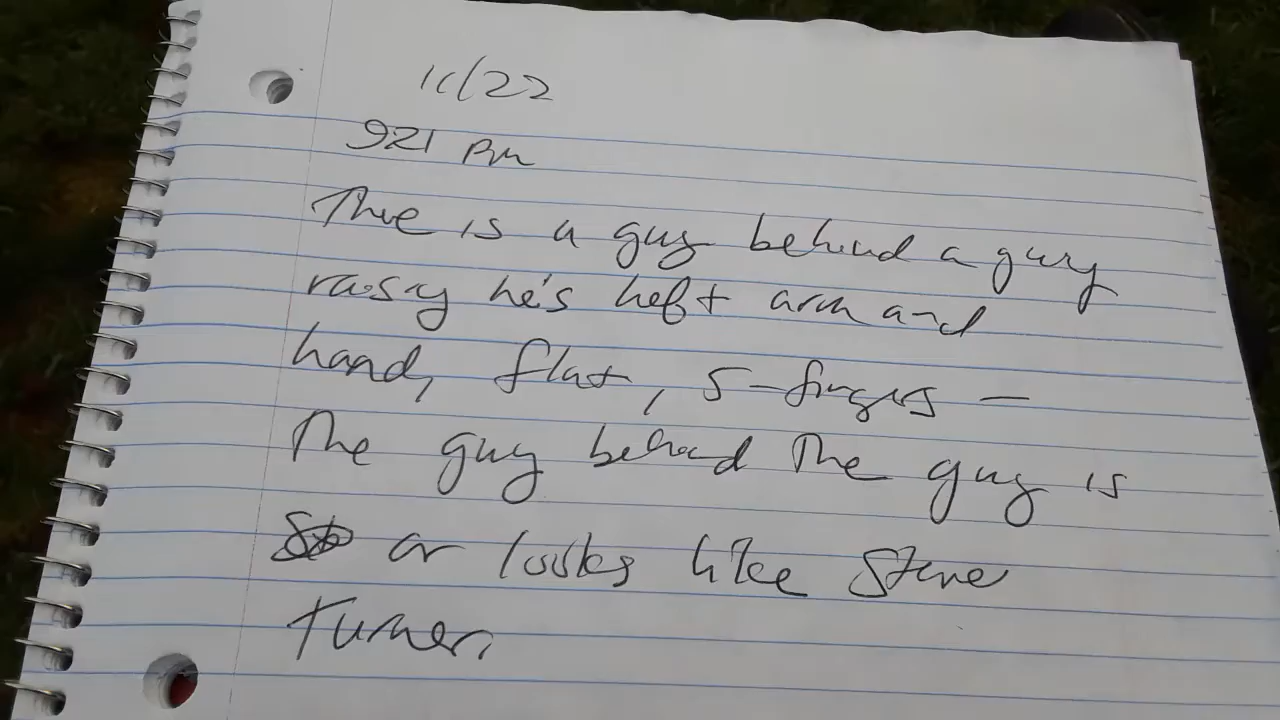 11/22
921 PM
There is a guy behind a guy
raising he's left arm and
hand, flat, 5-fingers —
The guy behind the guy is
or looks like Steve
Turner.